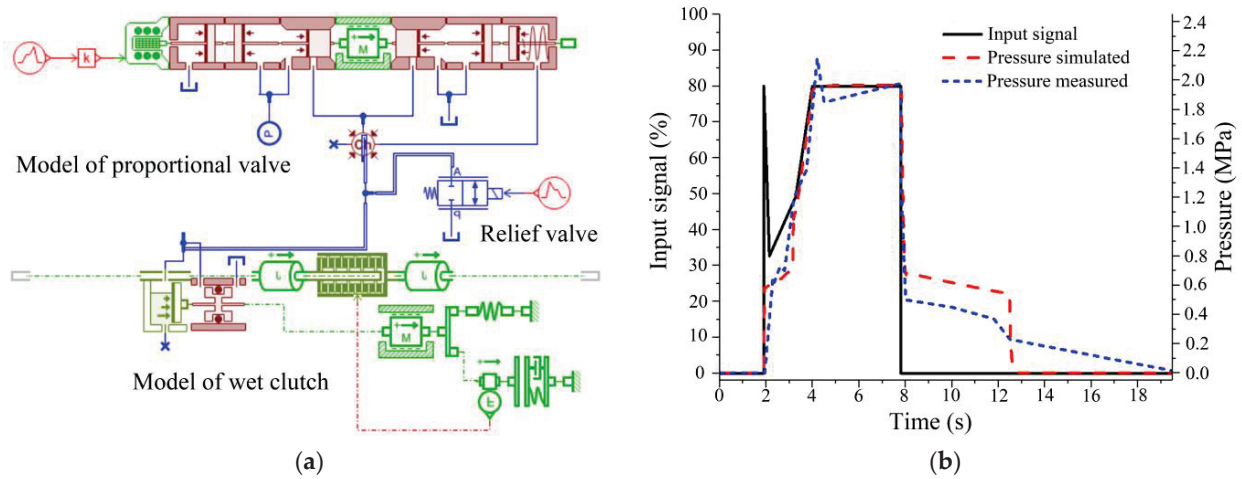 k
M
P
Ch
Model of proportional valve
A
Relief valve
M
Model of wet clutch
(a)
100
90
80
70
60
50
40
30
20
10
0
Input signal (%)
Input signal
Pressure simulated
Pressure measured
2.4
2.2
2.0
1.8
1.6
1.4
1.2
1.0
0.8
0.6
0.4
0.2
0.0
Pressure (MPa)
0 2 4 6 8 10 12 14 16 18
Time (s)
(b)